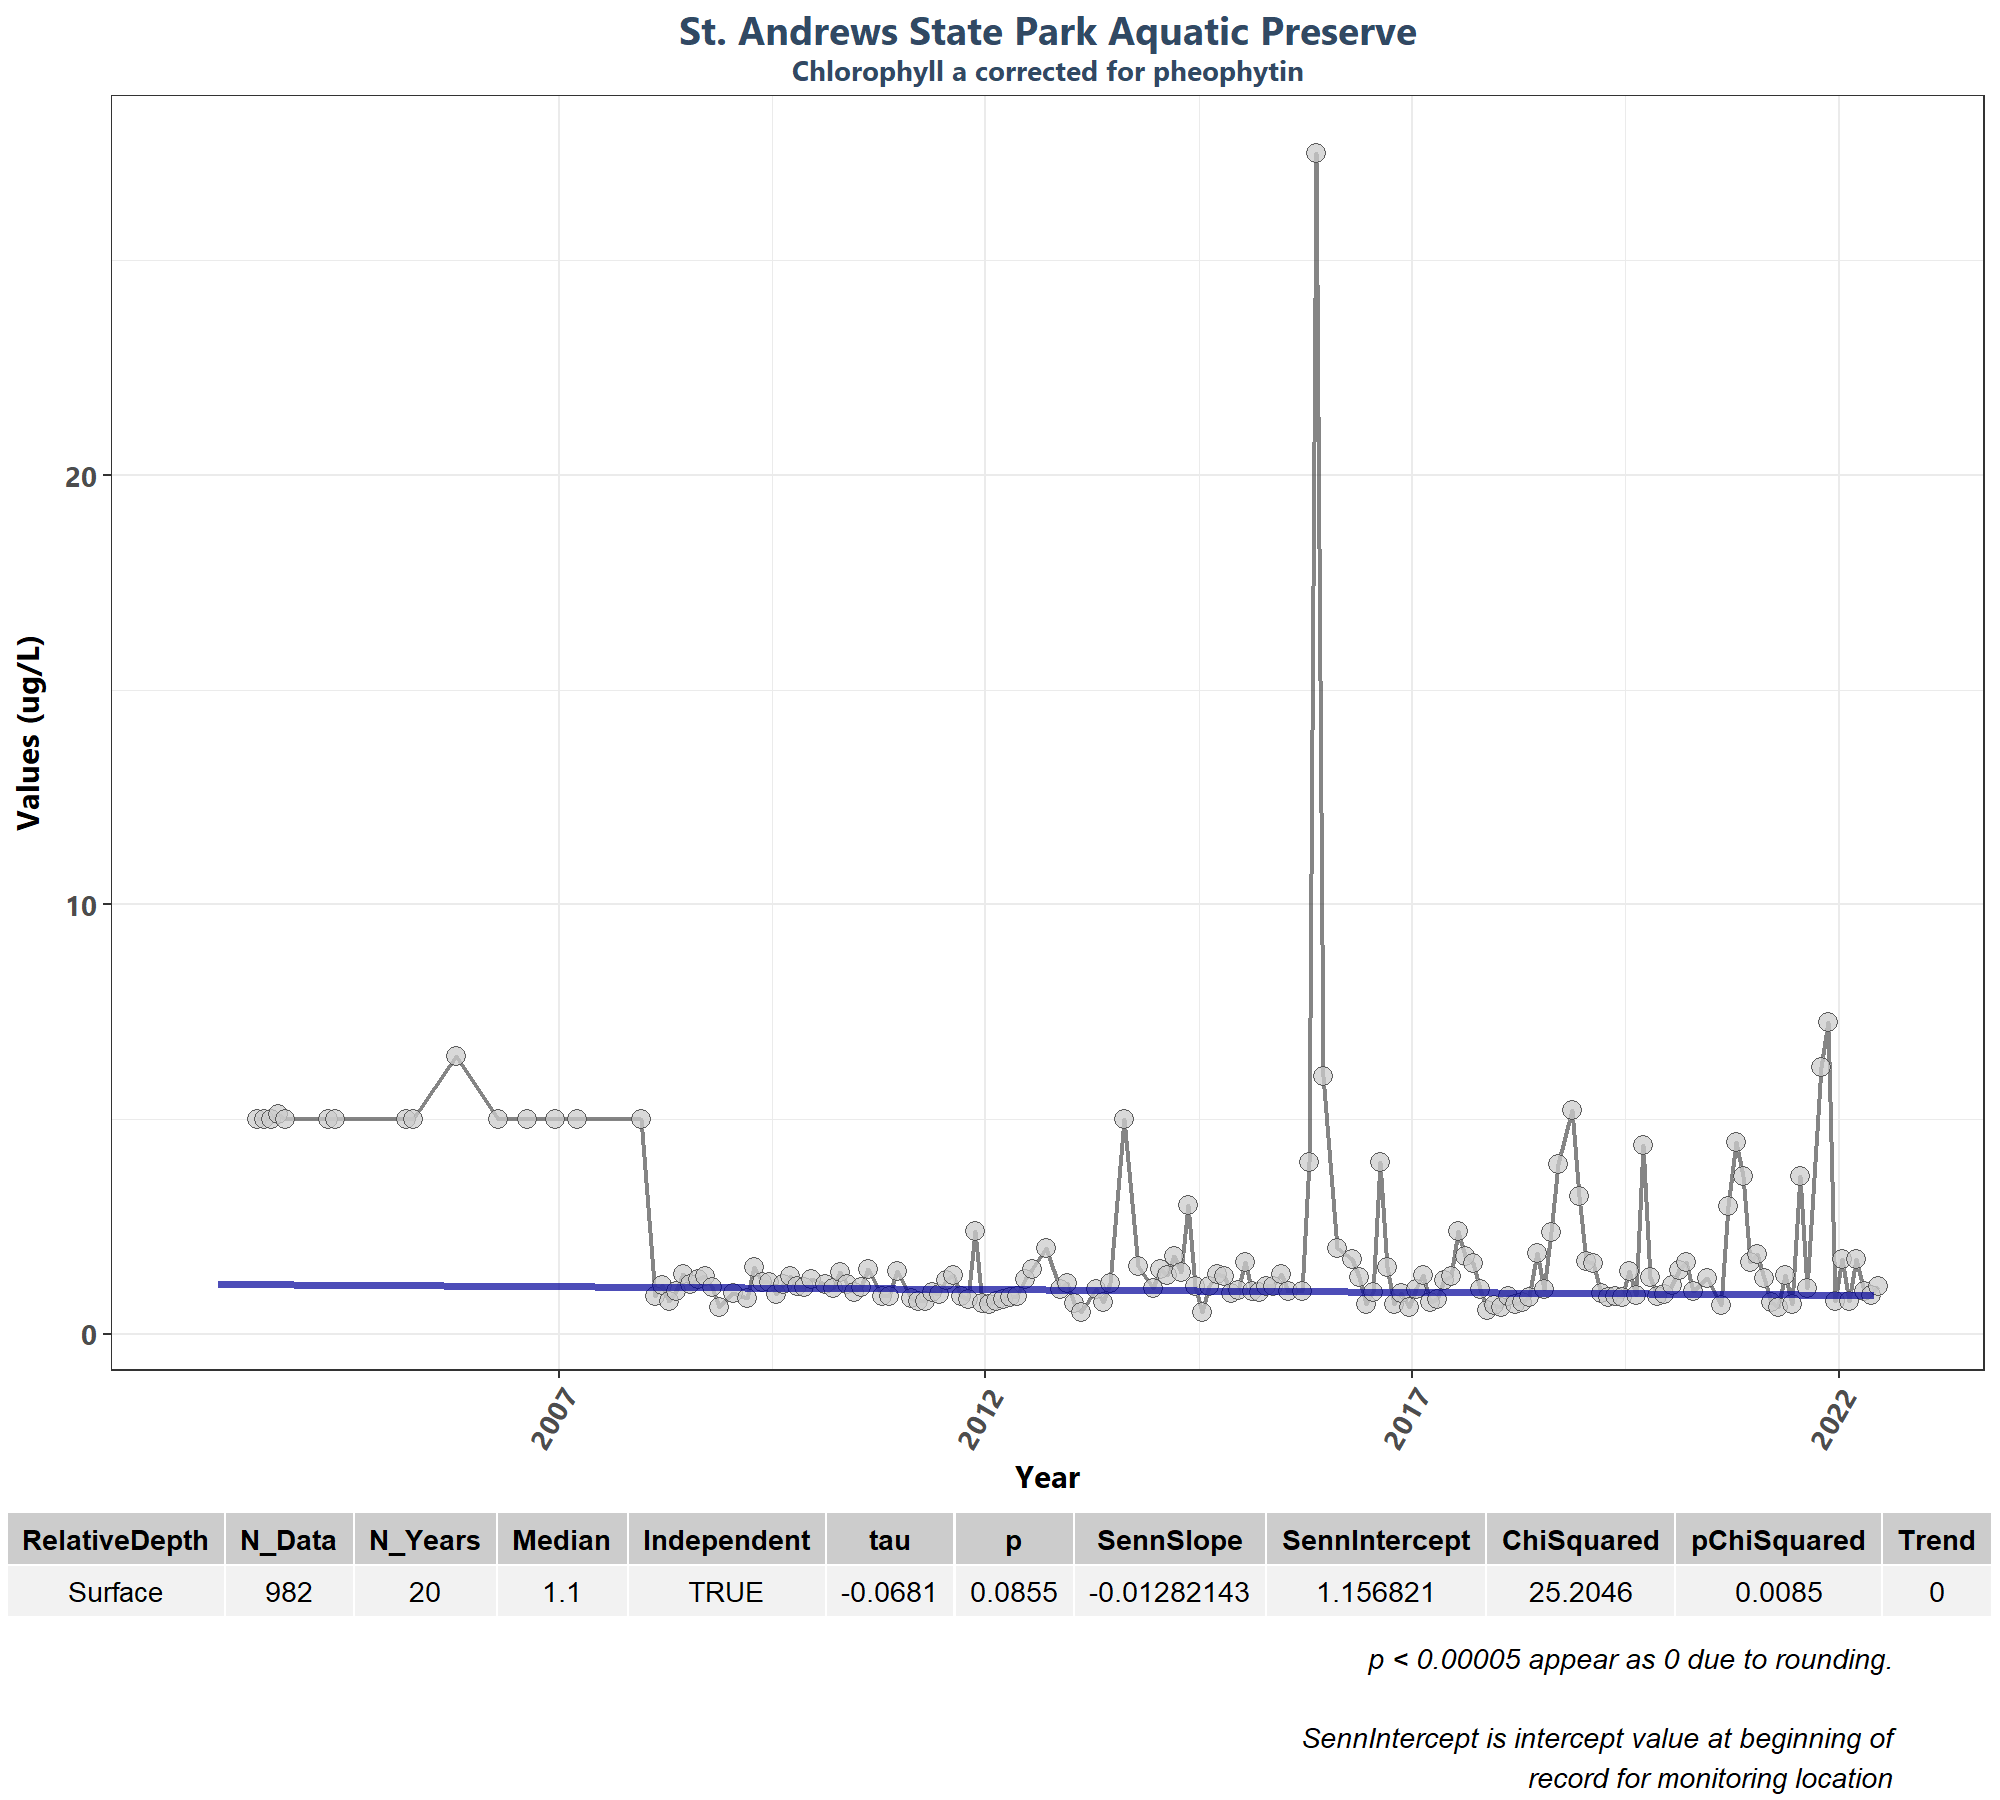 St. Andrews State Park Aquatic Preserve
Chlorophyll a corrected for pheophytin
Values (ug/L)
20
10
0
2007 2012 2017 2022
Year
RelativeDepth N_Data N_Years Median Independent tau p SennSlope SennIntercept ChiSquared pChiSquared Trend
Surface 982 20 1.1 TRUE -0.0681 0.0855 -0.01282143 1.156821 25.2046 0.0085 0
p < 0.00005 appear as 0 due to rounding.
SennIntercept is intercept value at beginning of
record for monitoring location